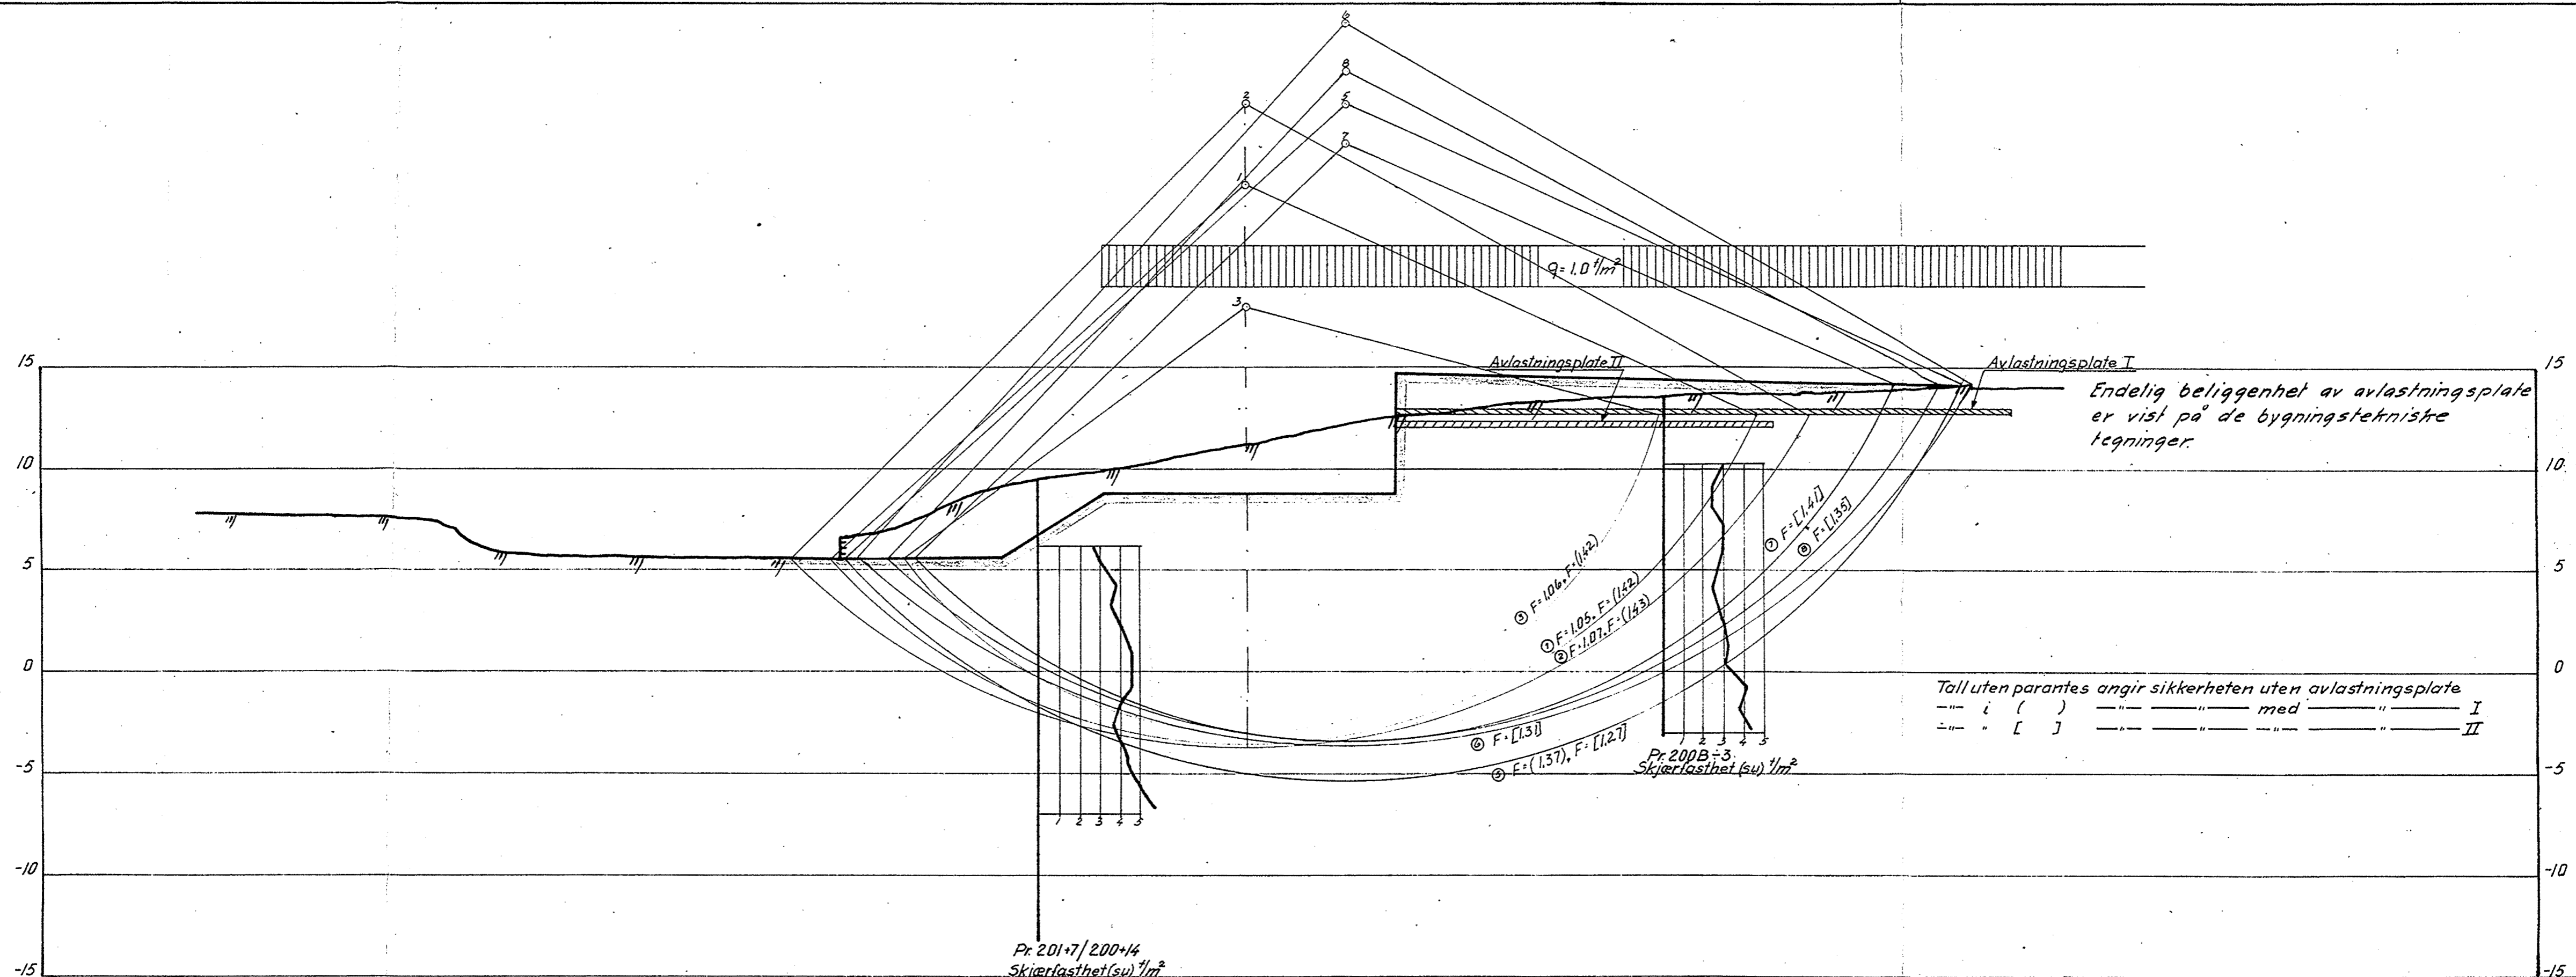 6
8
2
5
7
1
q=1.0 t/m²
3
15
Avlastningsplate II
Avlastningsplate I
15
Endelig beliggenhet av avlastningsplate
er vist på de bygningstekniske
tegninger.
10
10
⑦ F=[1.41]
⑧ F=[1.35]
5
5
③ F=1.06, F=(1.42)
① F=1.05, F=(1.42)
② F=1.07, F=(1.43)
0
0
Tall uten parantes angir sikkerheten uten avlastningsplate
-"- i ( ) -"- -"- med -"- I
-"- " [ ] -"- -"- -"- -"- II
⑥ F=[1.31]
⑤ F=(1.37), F=[1.27]
1 2 3 4 5
Pr. 200B÷3
Skjærfasthet (su) t/m²
-5
-5
1 2 3 4 5
-10
-10
Pr. 201+7/200+14
Skjærfasthet (su) t/m²
-15
-15